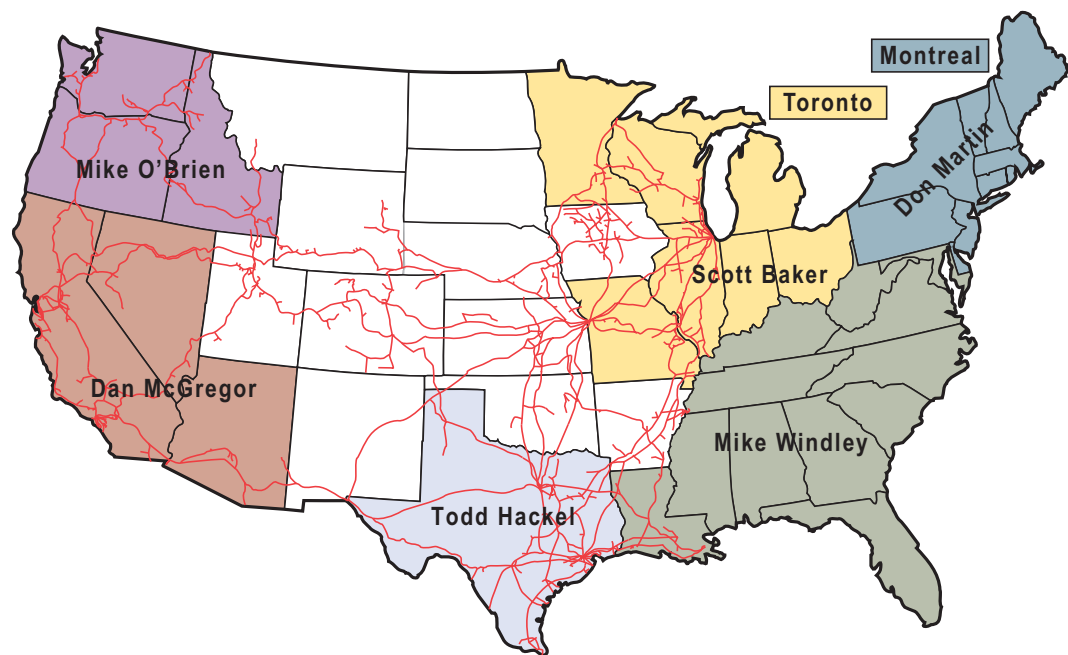 Montreal
Toronto
Don Martin
Mike O'Brien
Scott Baker
Dan McGregor
Mike Windley
Todd Hackel